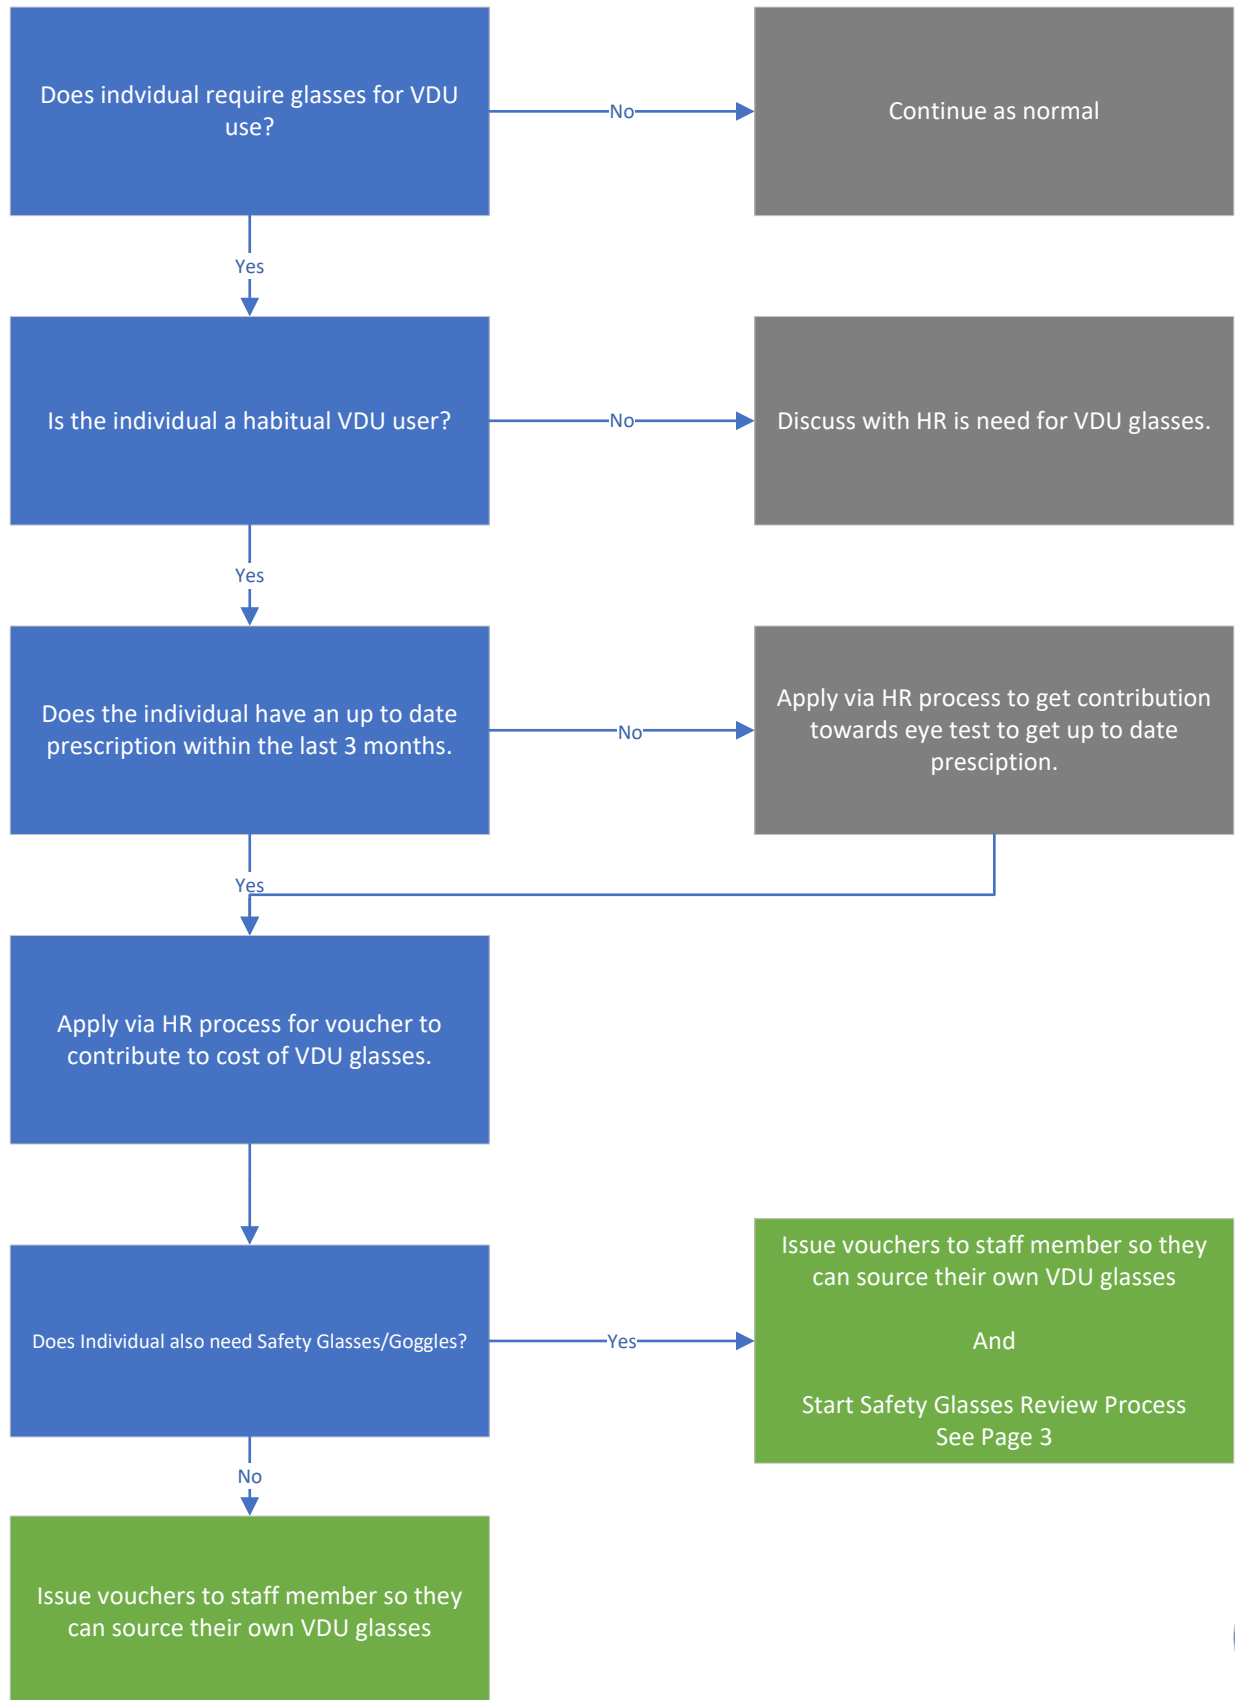 Does indvidual require glasses for VDU
use?
No
Continue as normal
Yes
Is the individual a habitual VDU user?
No
Discuss with HR is need for VDU glasses.
Yes
Does the individual have an up to date
prescription within the last 3 months.
No
Apply via HR process to get contribution
towards eye test to get up to date
presciption.
Yes
Apply via HR process for voucher to
contribute to cost of VDU glasses.
Does Individual also need Safety Glasses/Goggles?
Yes
Issue vouchers to staff member so they
can source their own VDU glasses
And
Start Safety Glasses Review Process
See Page 3
No
Issue vouchers to staff member so they
can source their own VDU glasses